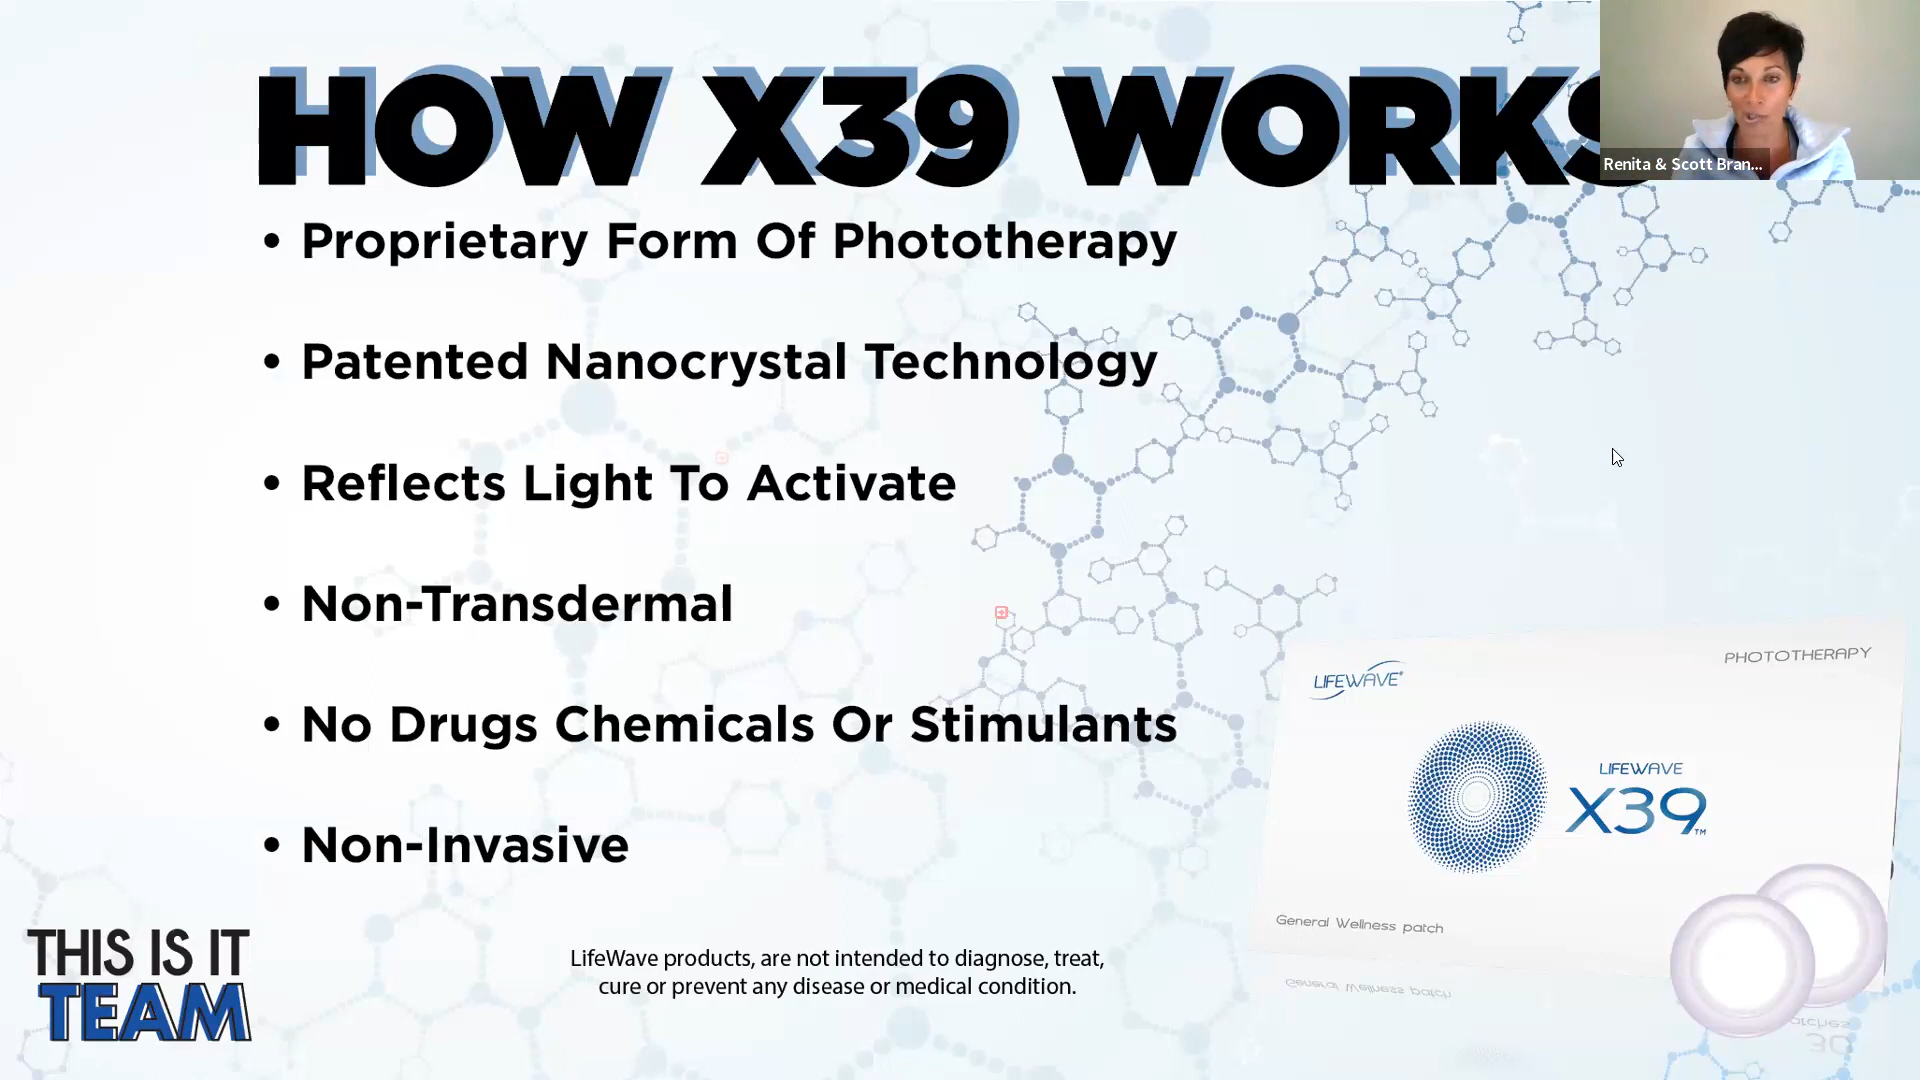 HOW X39 WORKS
Renita & Scott Bran...
• Proprietary Form Of Phototherapy
• Patented Nanocrystal Technology
• Reflects Light To Activate
• Non-Transdermal
• No Drugs Chemicals Or Stimulants
• Non-Invasive
LIFEWAVE®
PHOTOTHERAPY
LIFEWAVE
X39™
General Wellness patch
THIS IS IT
TEAM
LifeWave products, are not intended to diagnose, treat,
cure or prevent any disease or medical condition.